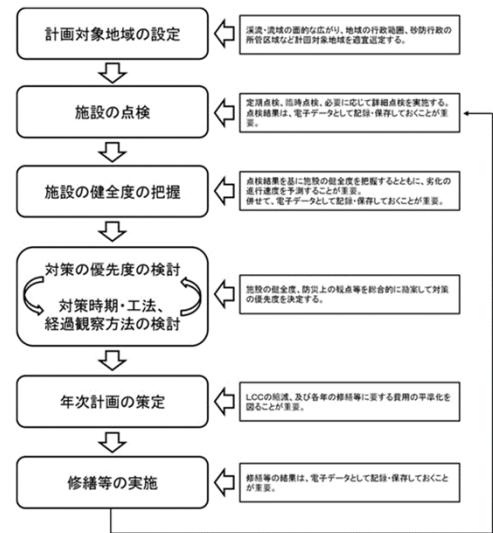 計画対象地域の設定
渓流・流域の面的な広がり、地域の行政範囲、砂防行政の
所管区域など計画対象地域を適宜選定する。
施設の点検
定期点検、臨時点検、必要に応じて詳細点検を実施する。
点検結果は、電子データとして記録・保存しておくことが重
要。
施設の健全度の把握
点検結果を基に施設の健全度を把握するとともに、劣化の
進行速度を予測することが重要。
併せて、電子データとして記録・保存しておくことが重要。
対策の優先度の検討
対策時期・工法、
経過観察方法の検討
施設の健全度、防災上の観点等を総合的に勘案して対策
の優先度を決定する。
年次計画の策定
LCCの縮減、及び各年の修繕等に要する費用の平準化を
図ることが重要。
修繕等の実施
修繕等の結果は、電子データとして記録・保存しておくこと
が重要。